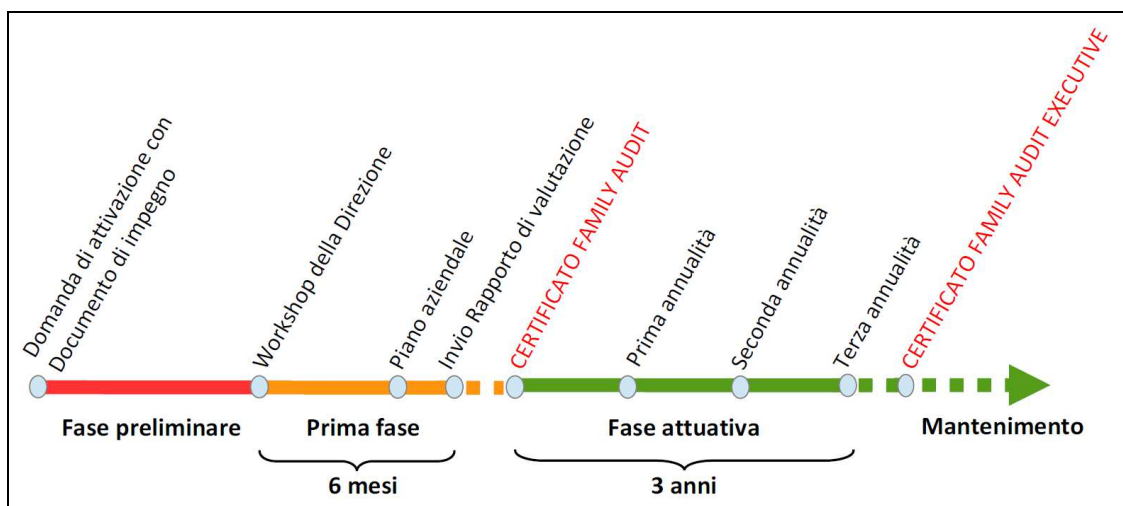 Domanda di attivazione con
Documento di impegno
Workshop della Direzione
Piano aziendale
Invio Rapporto di valutazione
CERTIFICATO FAMILY AUDIT
Prima annualità
Seconda annualità
Terza annualità
CERTIFICATO FAMILY AUDIT EXECUTIVE
Fase preliminare
Prima fase
Fase attuativa
Mantenimento
6 mesi
3 anni